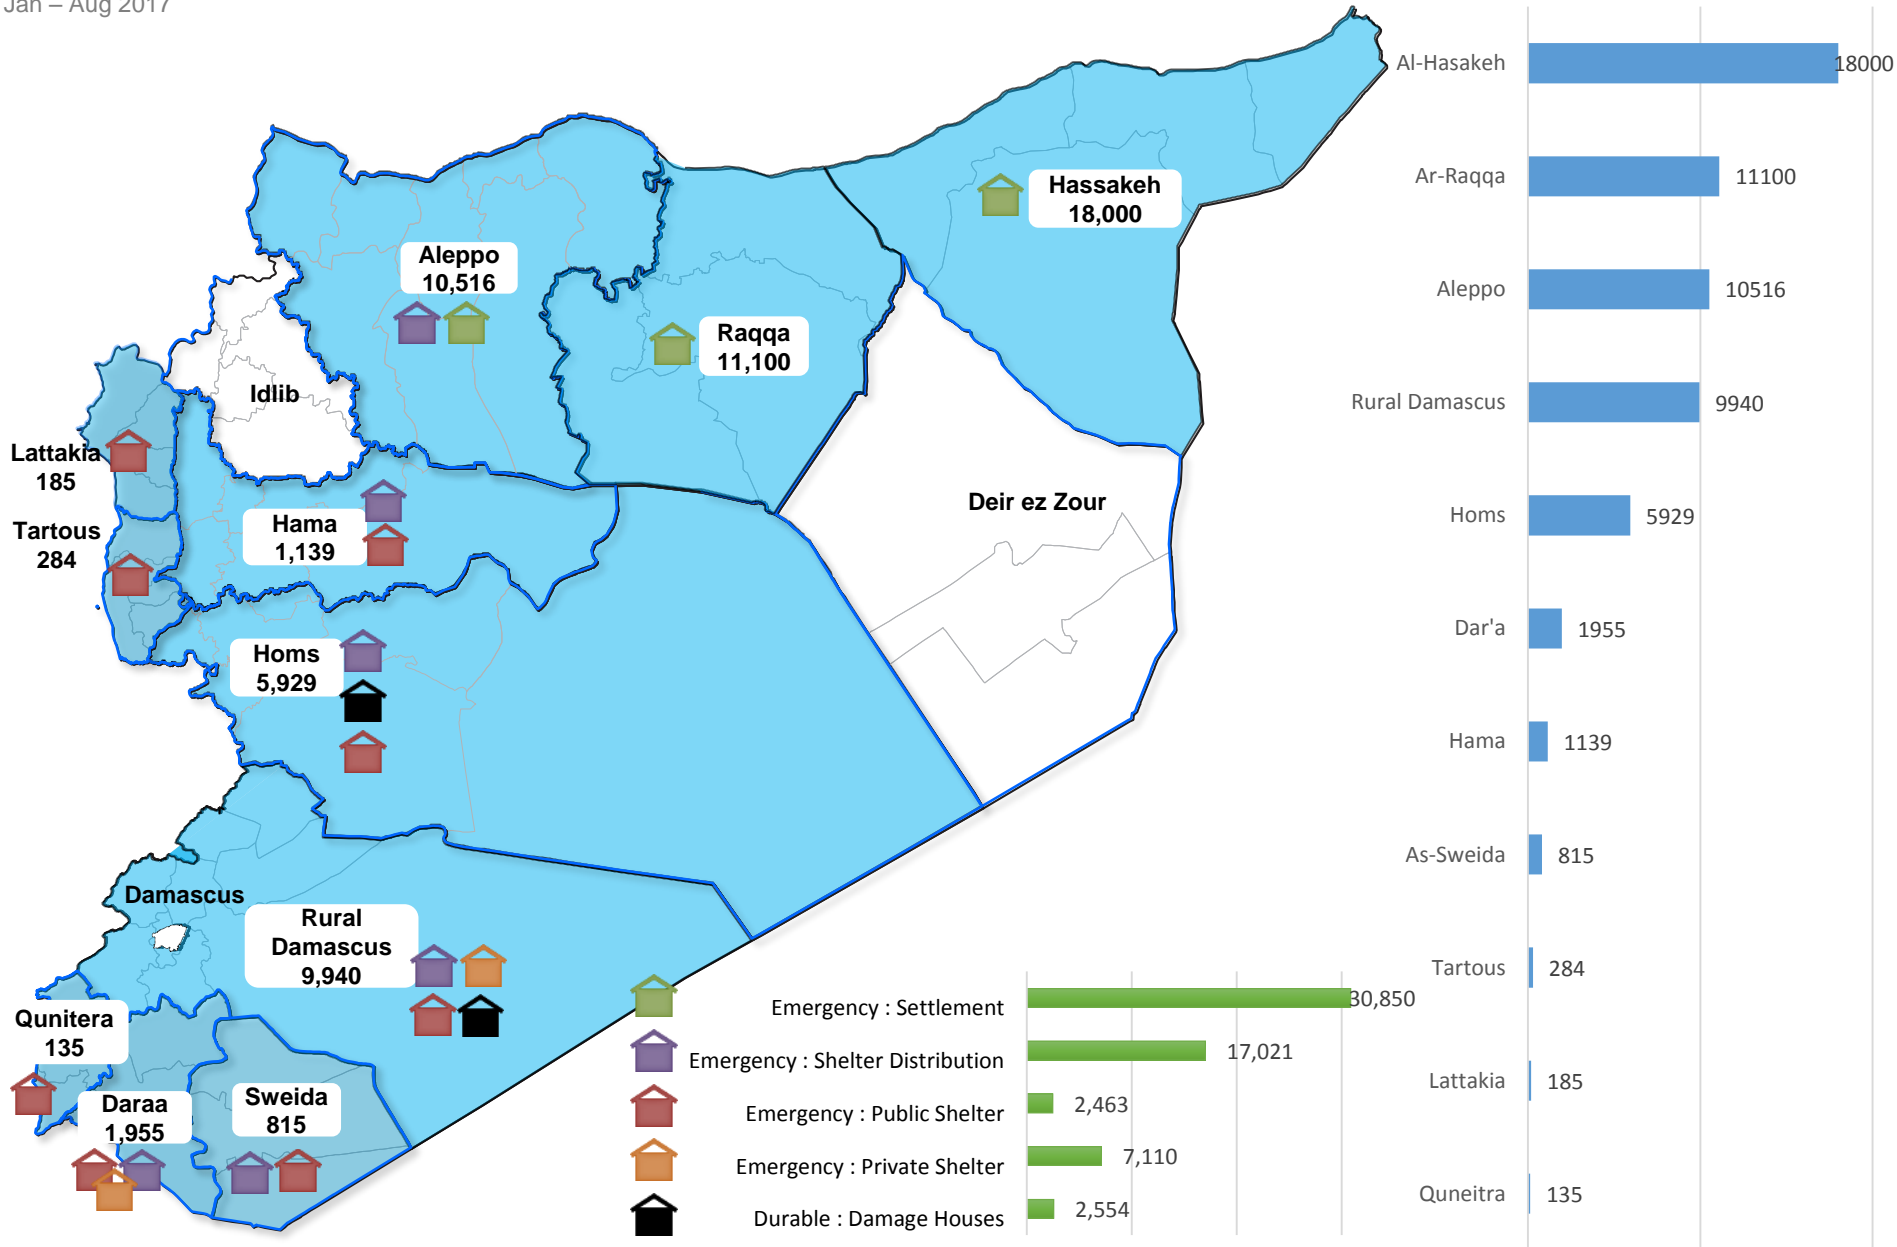 Jan – Aug 2017
Hassakeh
18,000
Aleppo
10,516
Raqqa
11,100
Idlib
Lattakia
185
Tartous
284
Hama
1,139
Deir ez Zour
Homs
5,929
Damascus
Rural
Damascus
9,940
Qunitera
135
Daraa
1,955
Sweida
815
Emergency : Settlement 30,850
Emergency : Shelter Distribution 17,021
Emergency : Public Shelter 2,463
Emergency : Private Shelter 7,110
Durable : Damage Houses 2,554
Al-Hasakeh 18000
Ar-Raqqa 11100
Aleppo 10516
Rural Damascus 9940
Homs 5929
Dar'a 1955
Hama 1139
As-Sweida 815
Tartous 284
Lattakia 185
Quneitra 135